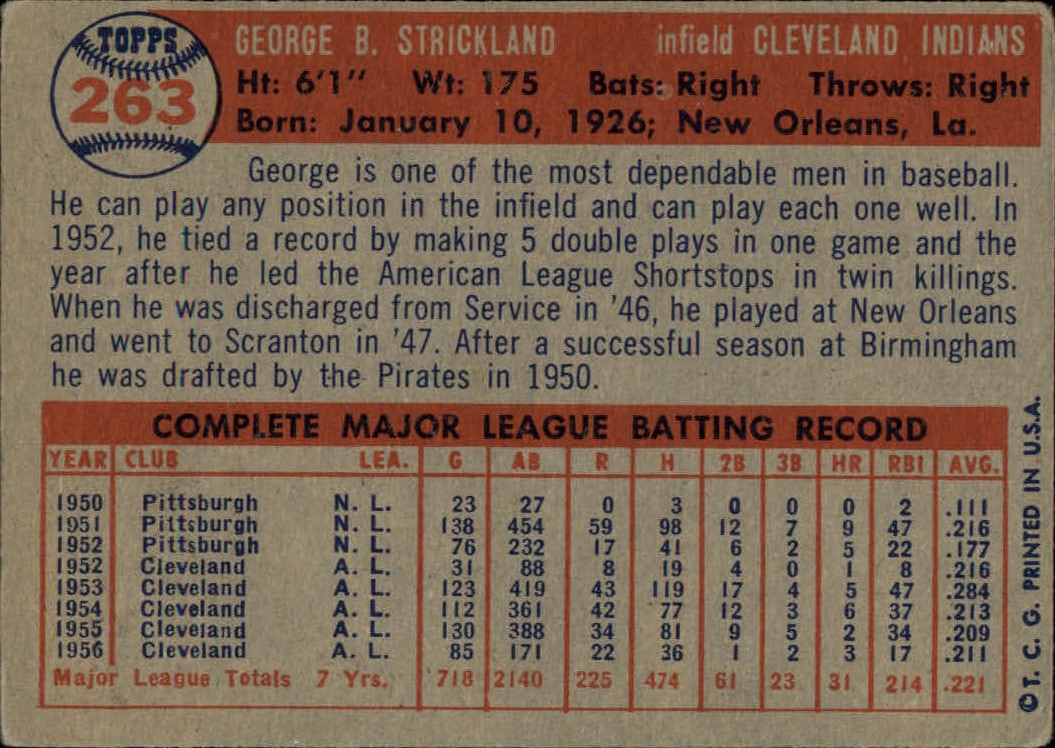 TOPPS
263
GEORGE B. STRICKLAND infield CLEVELAND INDIANS
Ht: 6'1" Wt: 175 Bats: Right Throws: Right
Born: January 10, 1926; New Orleans, La.
George is one of the most dependable men in baseball.
He can play any position in the infield and can play each one well. In
1952, he tied a record by making 5 double plays in one game and the
year after he led the American League Shortstops in twin killings.
When he was discharged from Service in '46, he played at New Orleans
and went to Scranton in '47. After a successful season at Birmingham
he was drafted by the Pirates in 1950.
COMPLETE MAJOR LEAGUE BATTING RECORD
YEAR CLUB LEA. G AB R H 2B 3B HR RBI AVG.
1950 Pittsburgh N. L. 23 27 0 3 0 0 0 2 .111
1951 Pittsburgh N. L. 138 454 59 98 12 7 9 47 .216
1952 Pittsburgh N. L. 76 232 17 41 6 2 5 22 .177
1952 Cleveland A. L. 31 88 8 19 4 0 1 8 .216
1953 Cleveland A. L. 123 419 43 119 17 4 5 47 .284
1954 Cleveland A. L. 112 361 42 77 12 3 6 37 .213
1955 Cleveland A. L. 130 388 34 81 9 5 2 34 .209
1956 Cleveland A. L. 85 171 22 36 1 2 3 17 .211
Major League Totals 7 Yrs. 718 2140 225 474 61 23 31 214 .221
©T. C. G. PRINTED IN U.S.A.